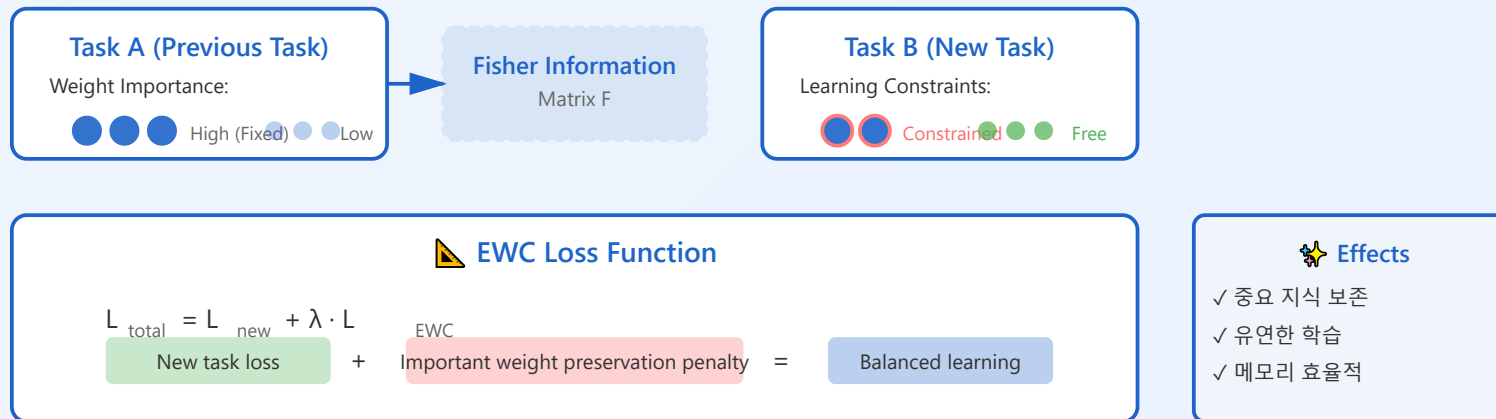 Task A (Previous Task)
Weight Importance:
High (Fixed) Low
Fisher Information
Matrix F
Task B (New Task)
Learning Constraints:
Constrained Free
📐 EWC Loss Function
L total = L new + λ · L EWC
New task loss + Important weight preservation penalty = Balanced learning
✨ Effects
✓ 중요 지식 보존
✓ 유연한 학습
✓ 메모리 효율적